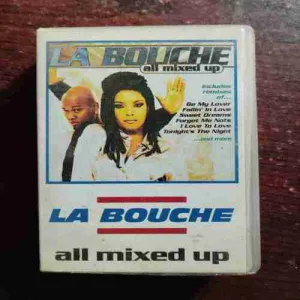 LA BOUCHE
all mixed up
includes
remixes
of...
Be My Lover
Fallin' In Love
Sweet Dreams
Forget Me Nots
I Love To Love
Tonight's The Night
...and more
LA BOUCHE
all mixed up